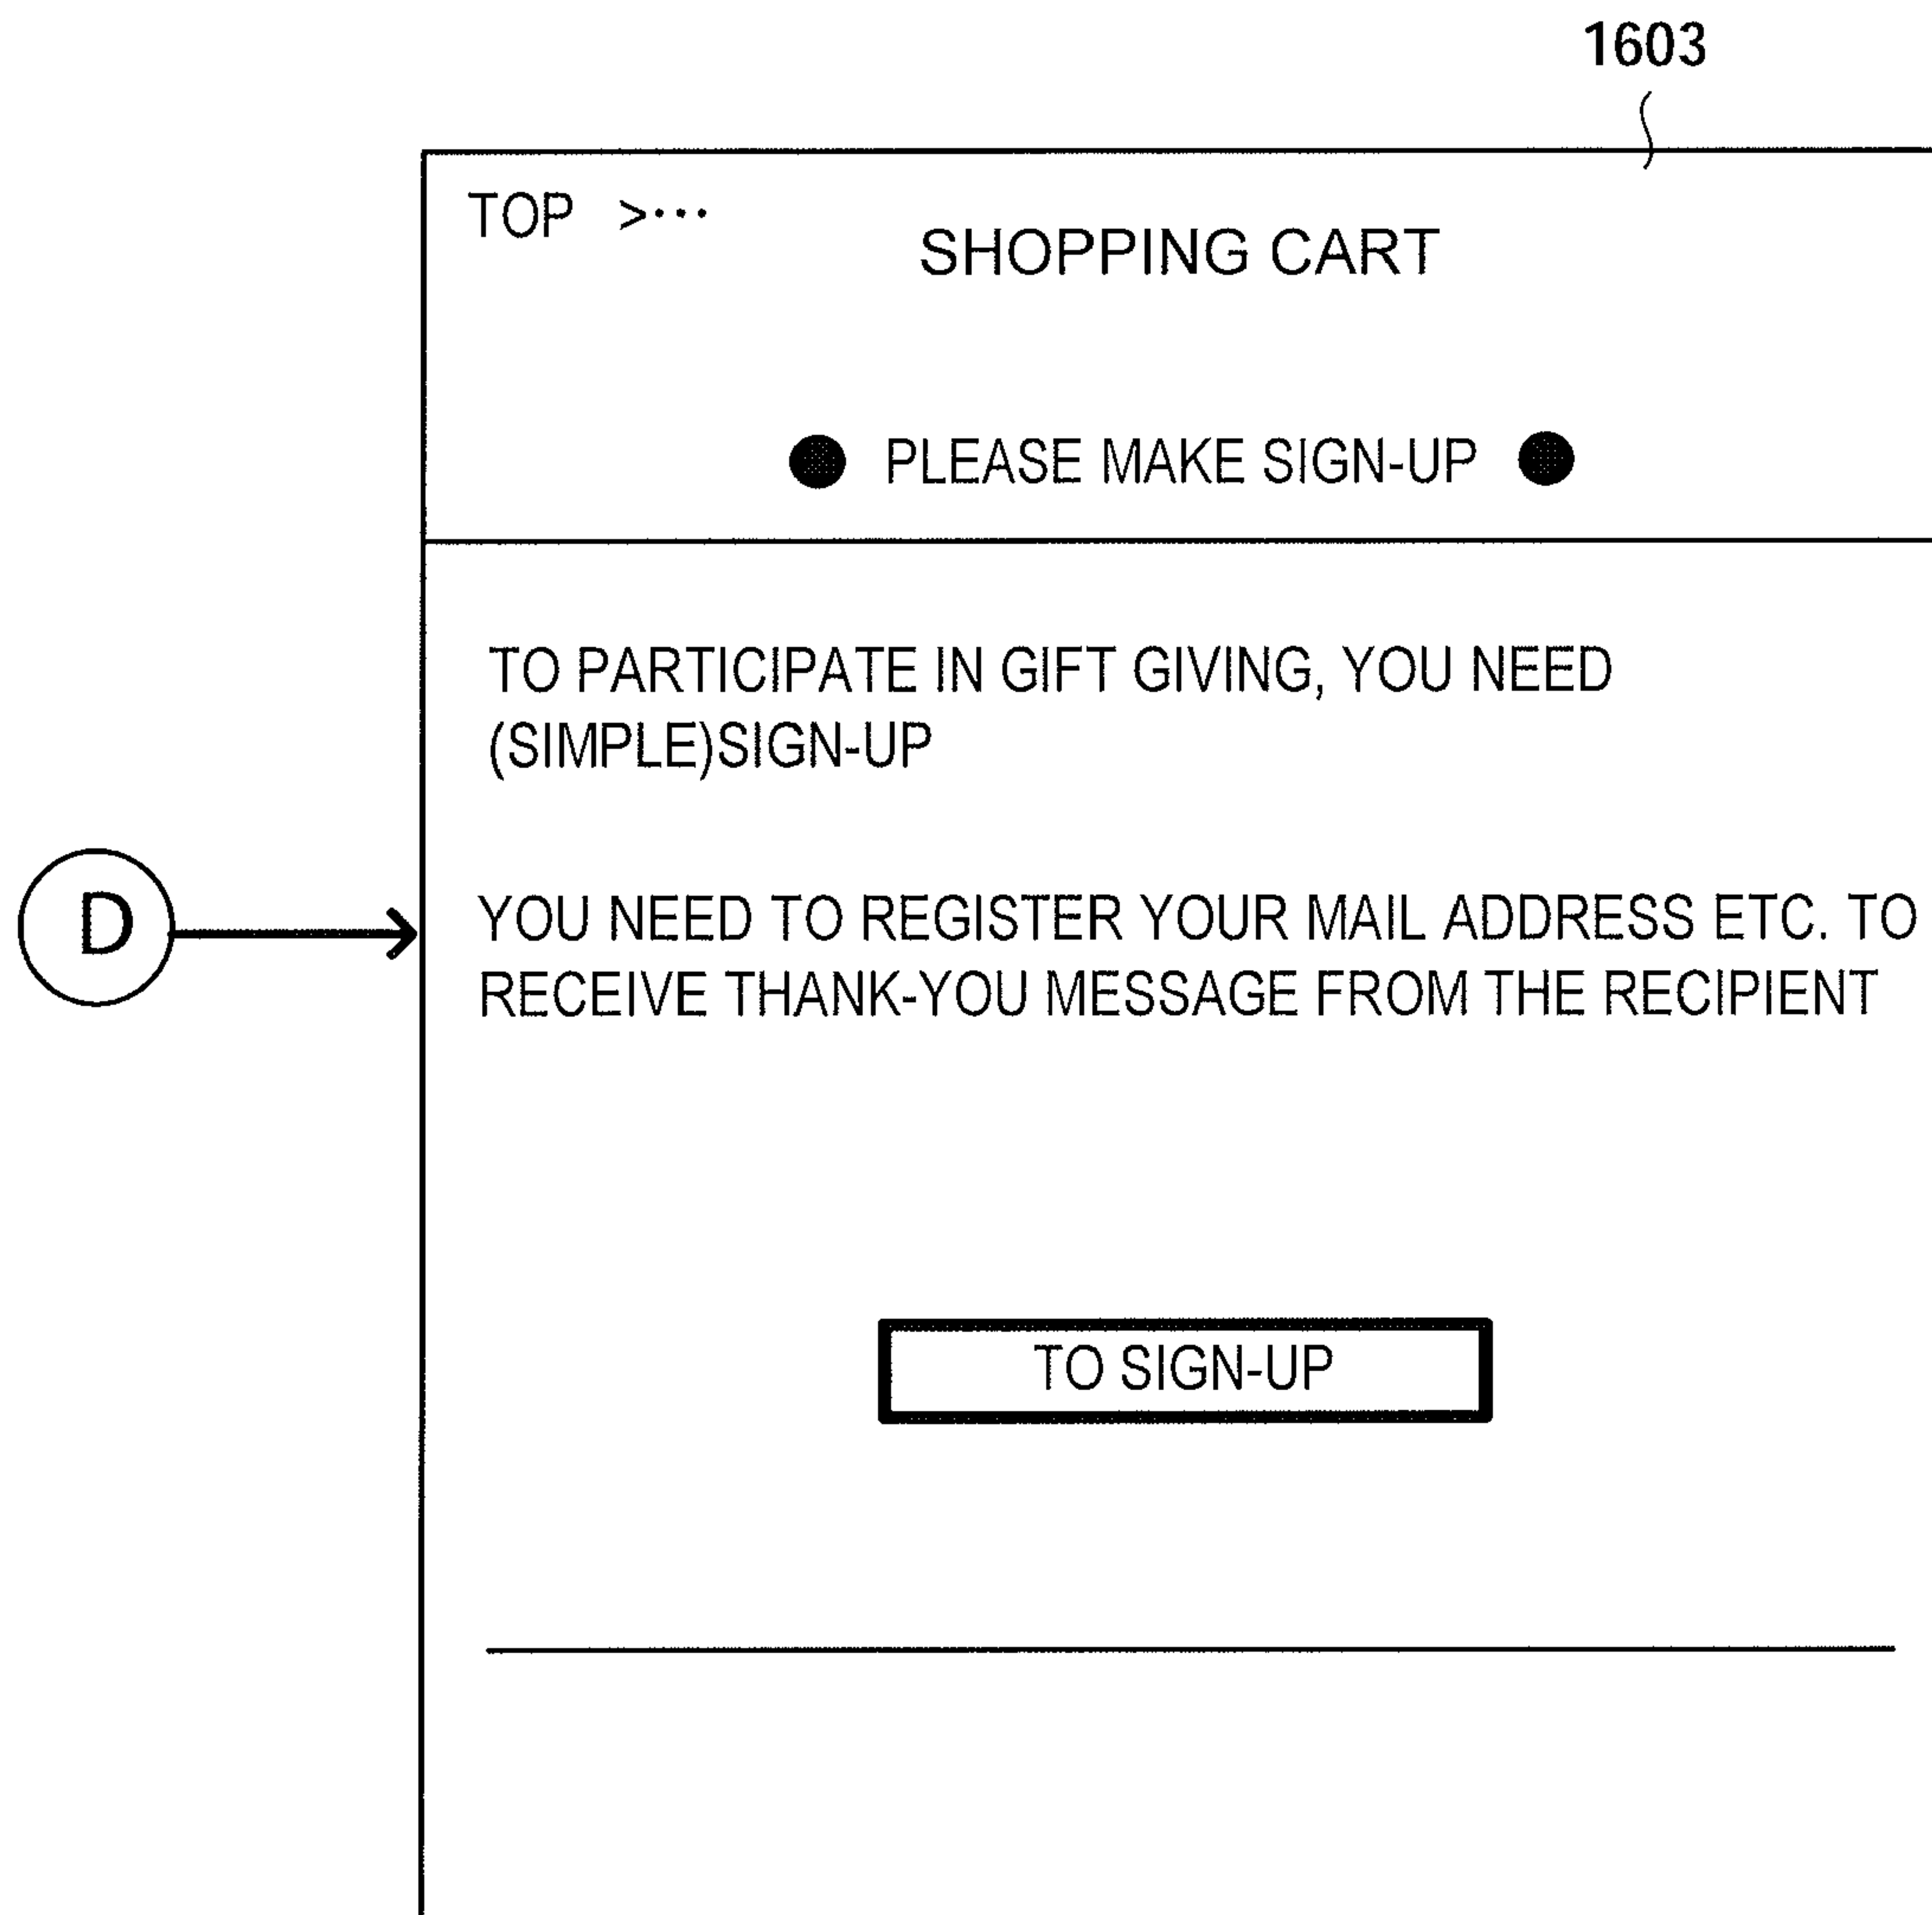 1603
TOP >···
SHOPPING CART
● PLEASE MAKE SIGN-UP ●
TO PARTICIPATE IN GIFT GIVING, YOU NEED
(SIMPLE)SIGN-UP
D
YOU NEED TO REGISTER YOUR MAIL ADDRESS ETC. TO
RECEIVE THANK-YOU MESSAGE FROM THE RECIPIENT
TO SIGN-UP